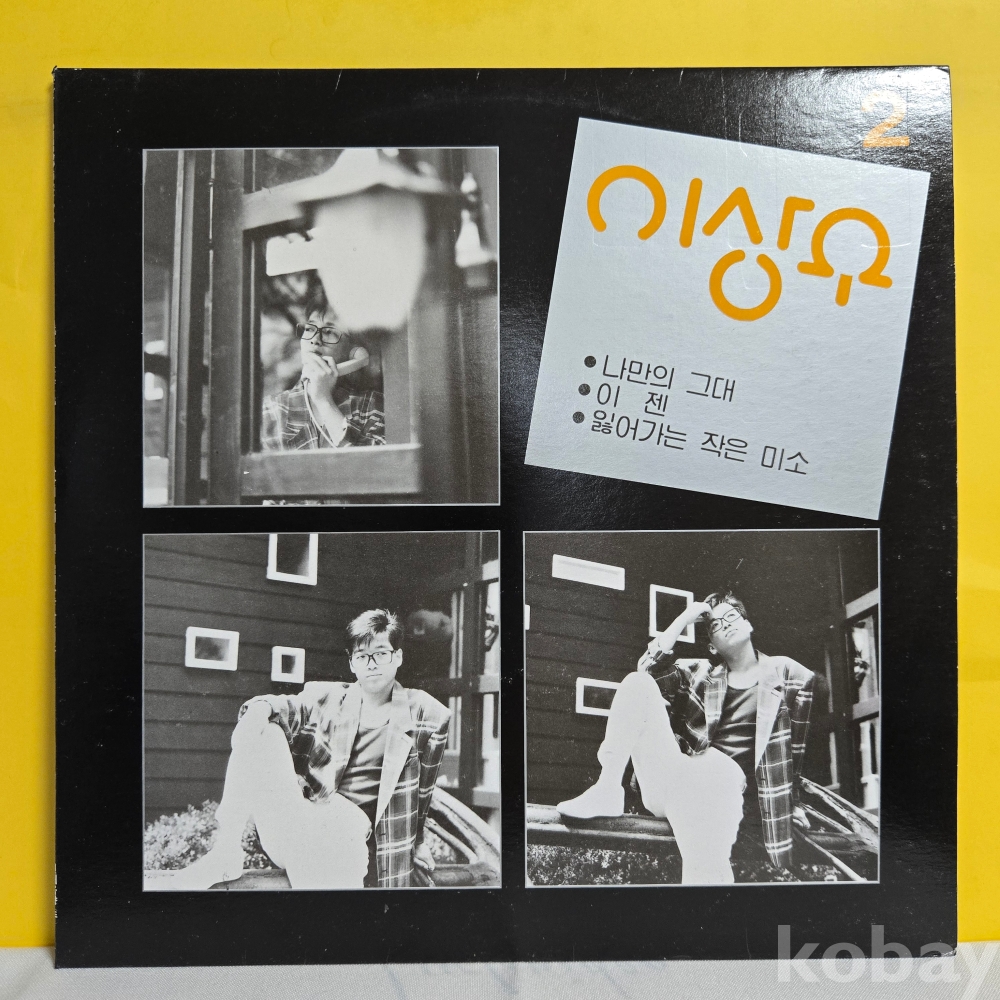 2
이상우
● 나만의 그대
● 이 젠
● 잃어가는 작은 미소
kobay